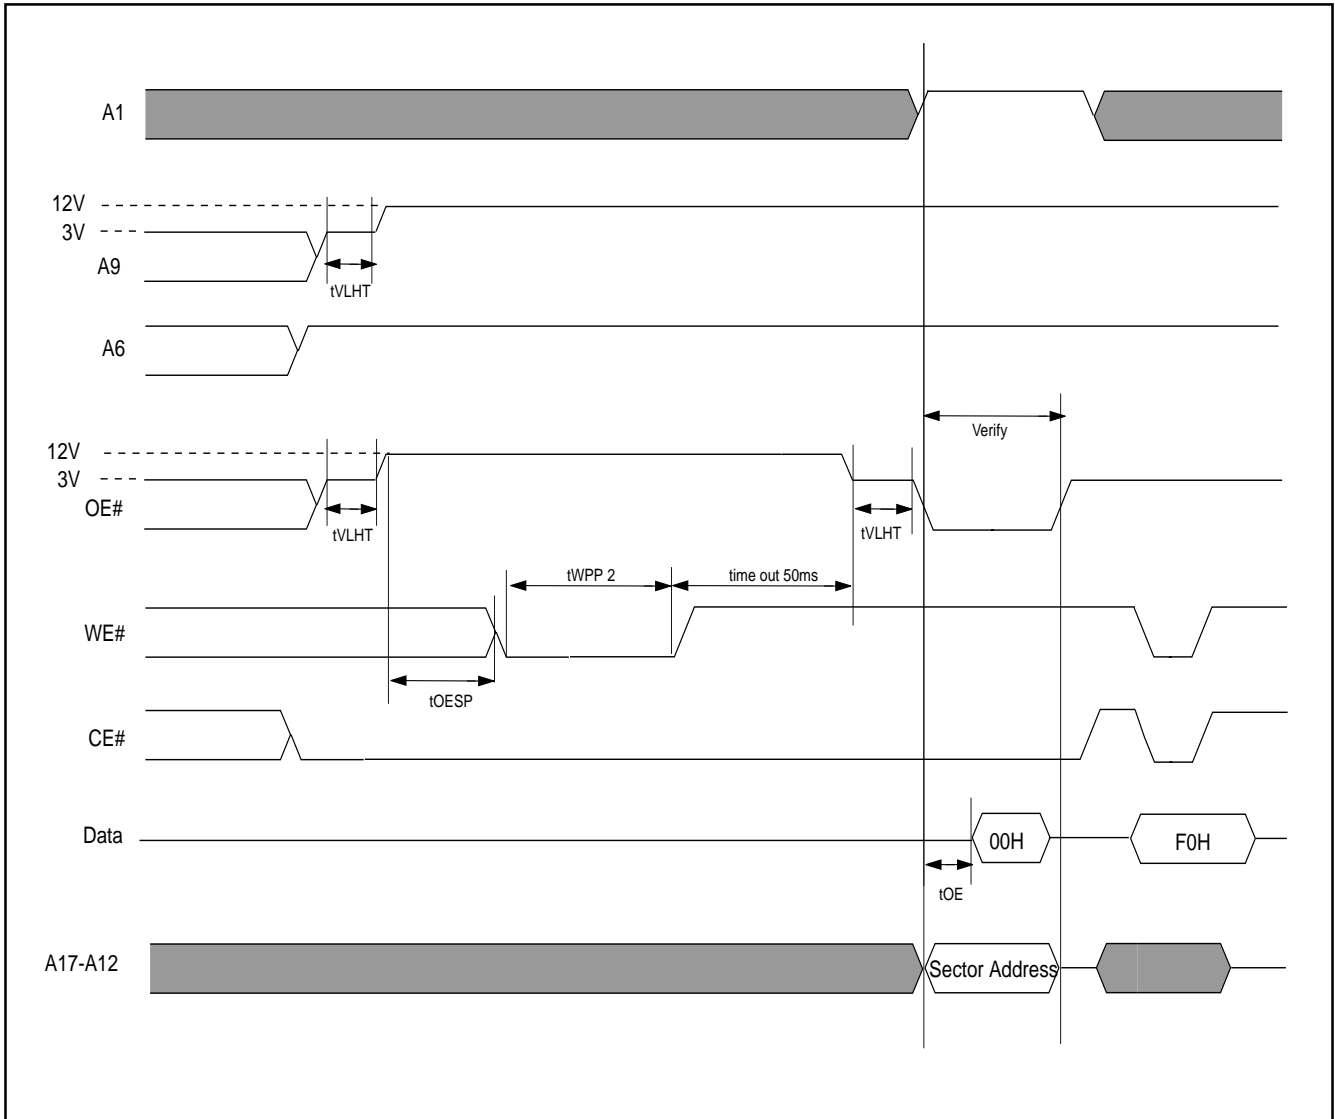 A1
12V
3V
A9
tVLHT
A6
Verify
12V
3V
OE#
tVLHT
tVLHT
tWPP 2
time out 50ms
WE#
tOESP
CE#
Data
00H
F0H
tOE
A17-A12
Sector Address